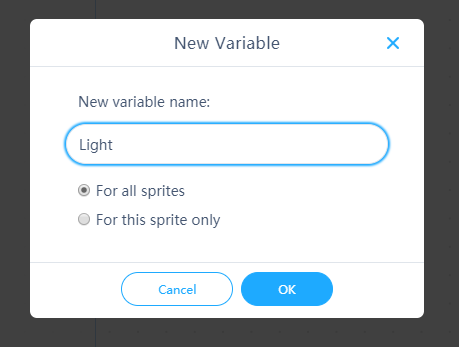 New Variable
New variable name:
Light
For all sprites
For this sprite only
Cancel
OK